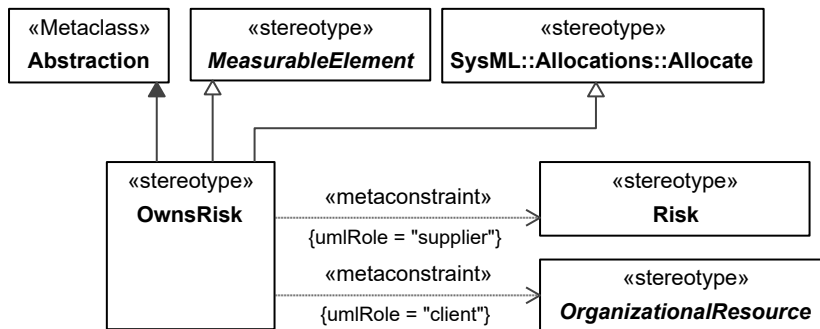 «Metaclass»
Abstraction
«stereotype»
MeasurableElement
«stereotype»
SysML::Allocations::Allocate
«stereotype»
OwnsRisk
«metaconstraint»
{umlRole = "supplier"}
«stereotype»
Risk
«metaconstraint»
{umlRole = "client"}
«stereotype»
OrganizationalResource